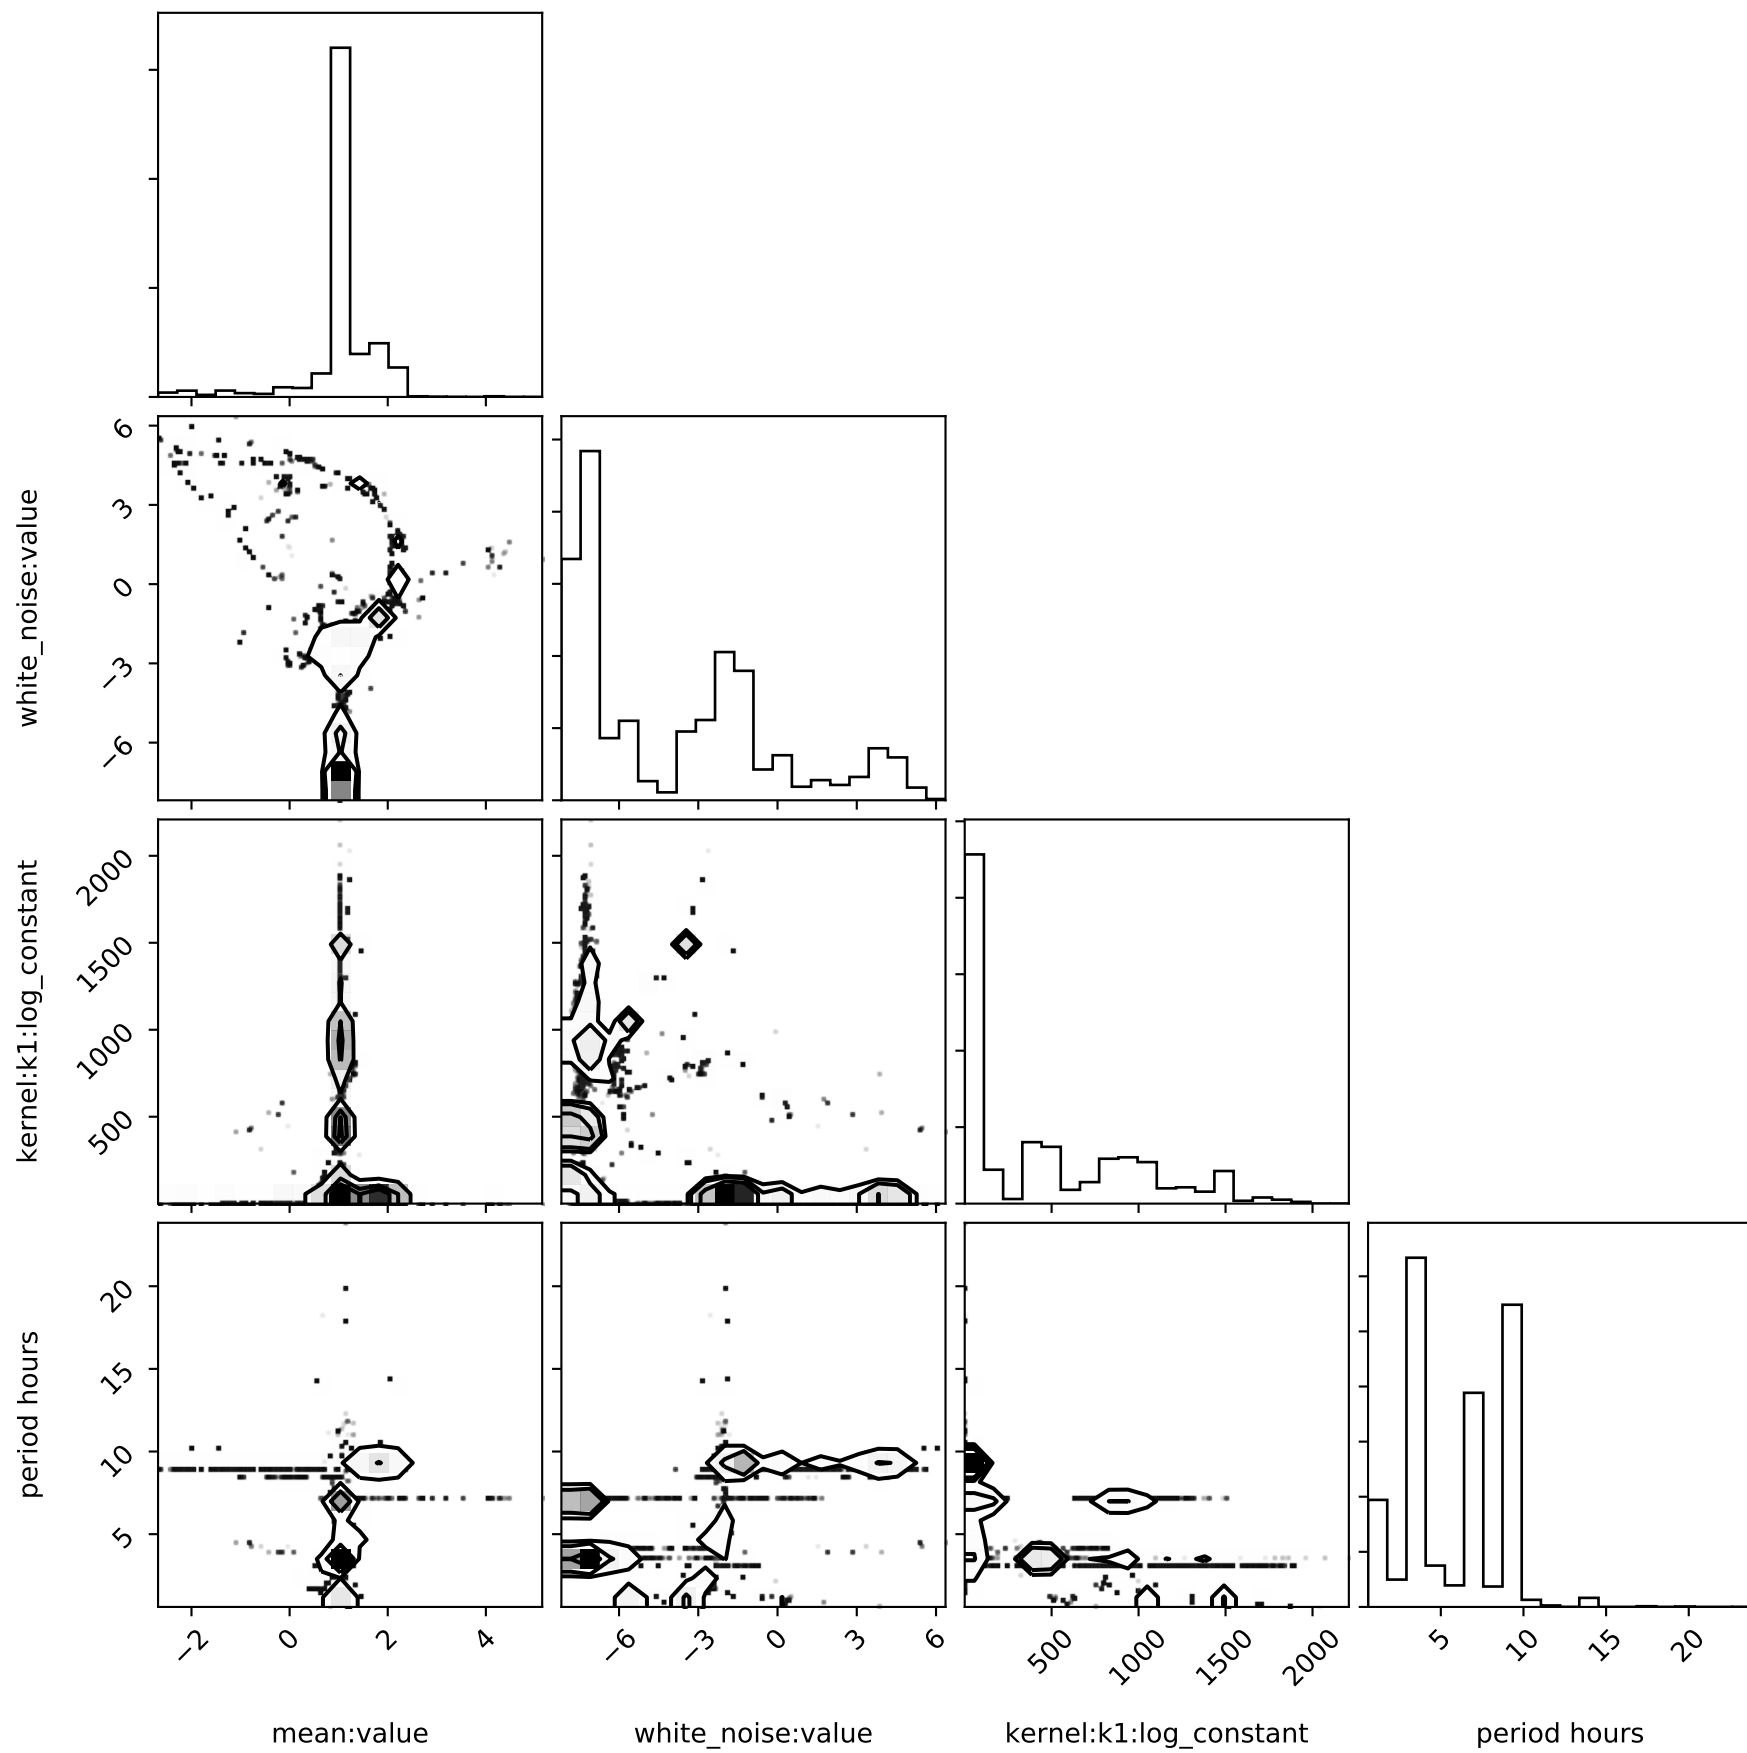 6
3
0
−3
−6
white_noise:value
2000
1500
1000
500
kernel:k1:log_constant
20
15
10
5
period hours
−2 0 2 4
−6 −3 0 3 6
500 1000 1500 2000
5 10 15 20
mean:value
white_noise:value
kernel:k1:log_constant
period hours